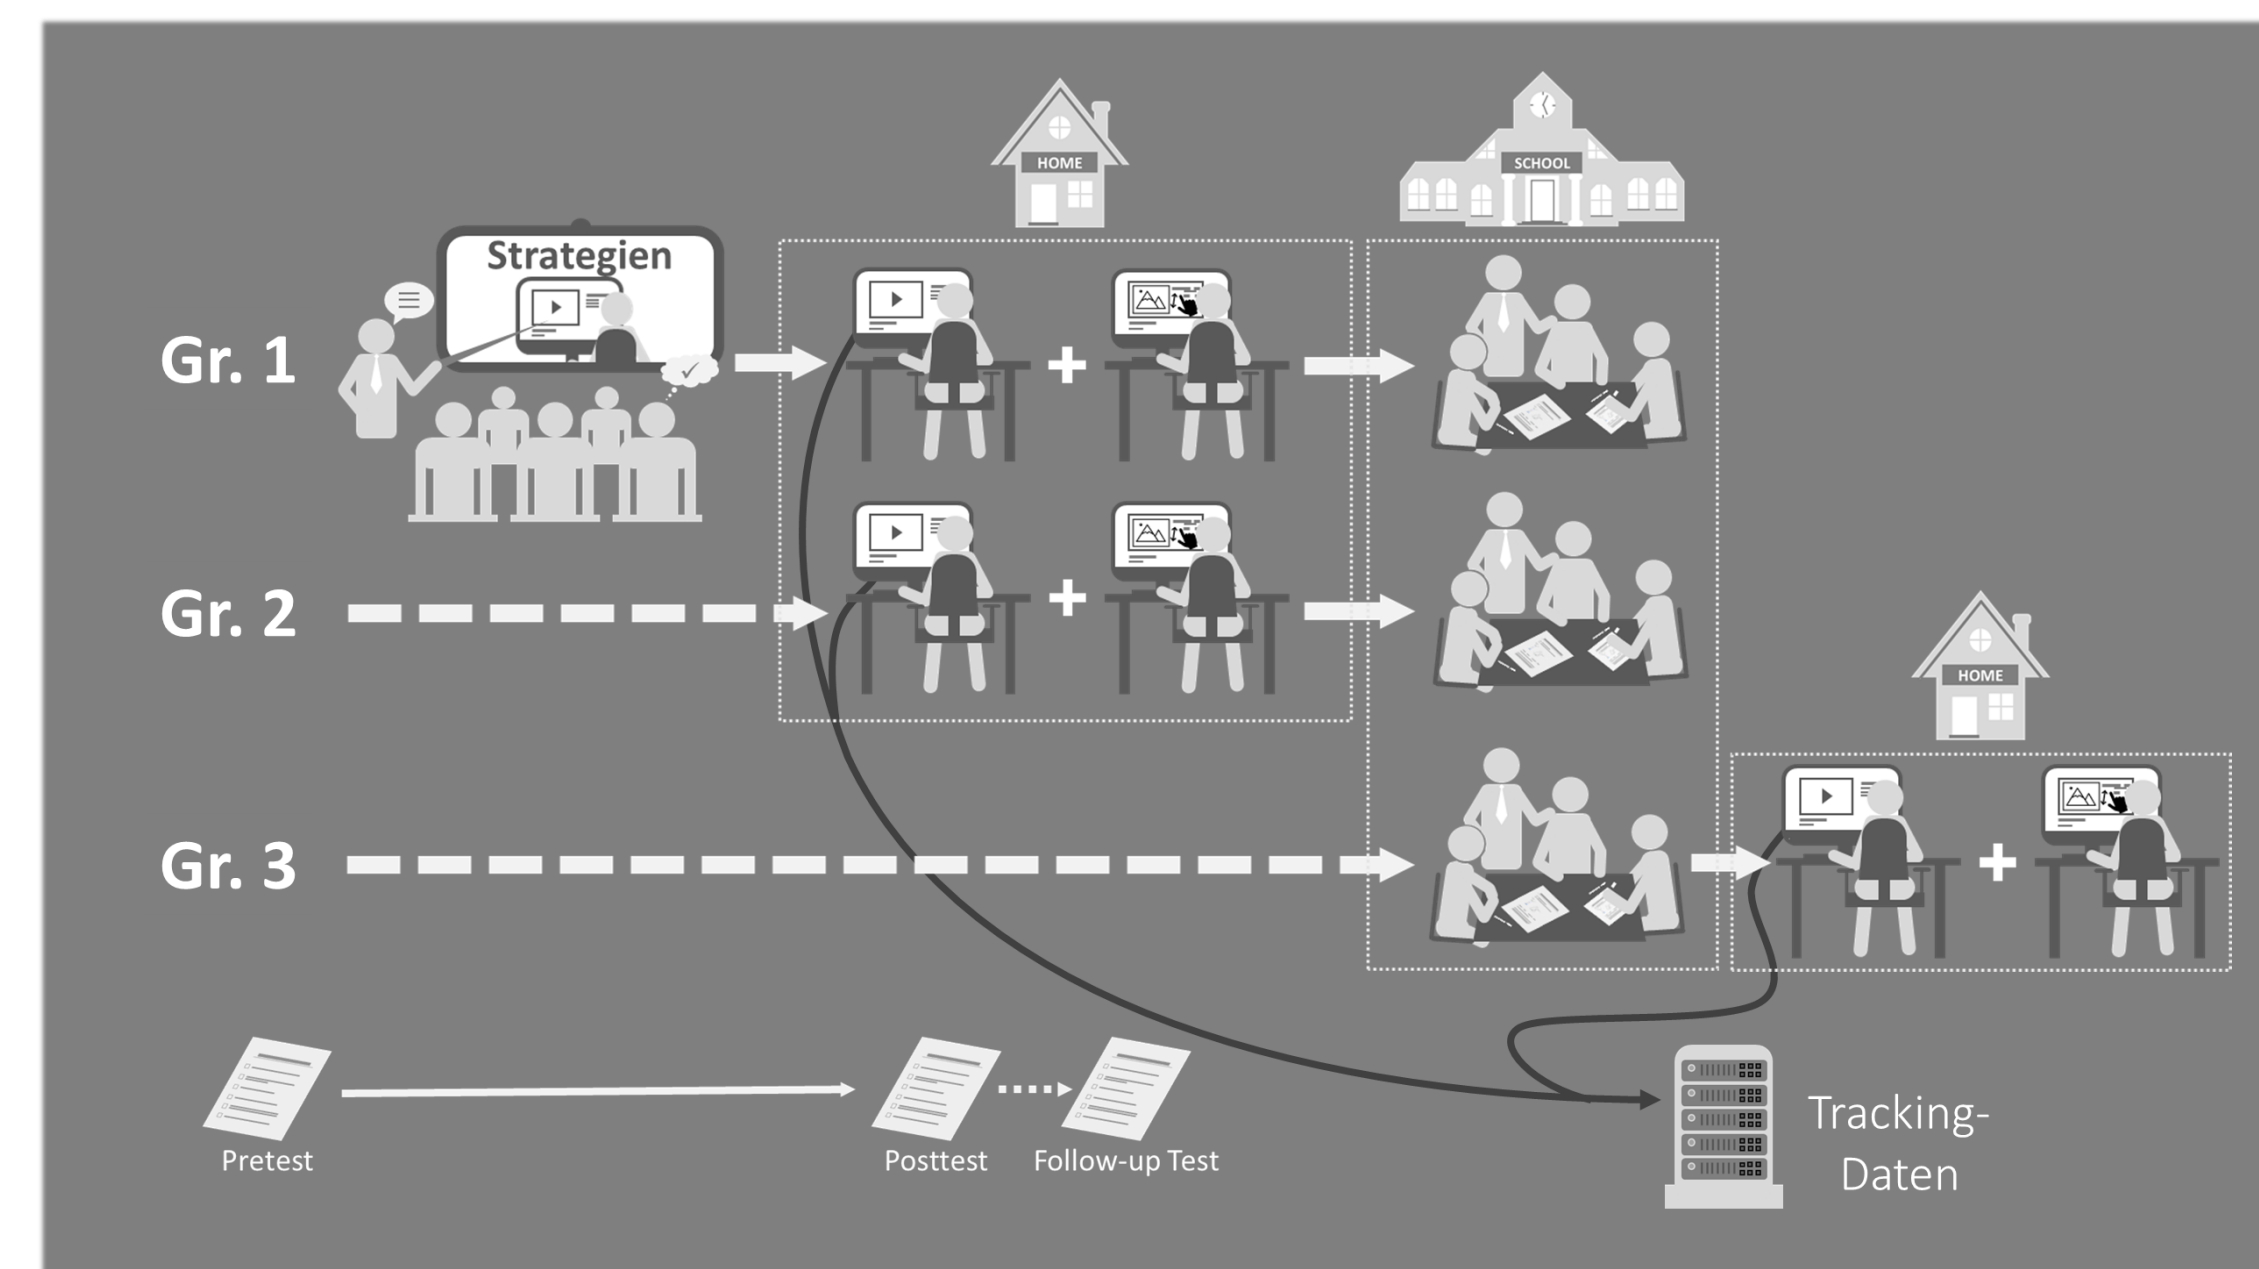 HOME
SCHOOL
Strategien
Gr. 1
Gr. 2
HOME
Gr. 3
Pretest
Posttest
Follow-up Test
Tracking-
Daten